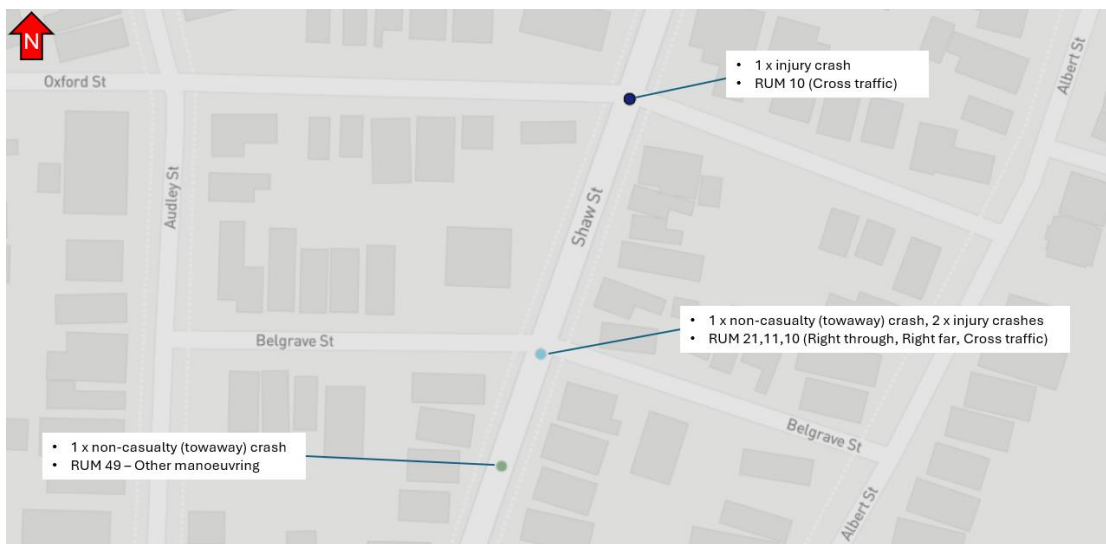 N
Albert St
• 1 x injury crash
• RUM 10 (Cross traffic)
Oxford St
Audley St
Shaw St
• 1 x non-casualty (towaway) crash, 2 x injury crashes
• RUM 21,11,10 (Right through, Right far, Cross traffic)
Belgrave St
Belgrave St
• 1 x non-casualty (towaway) crash
• RUM 49 – Other manoeuvring
Albert St